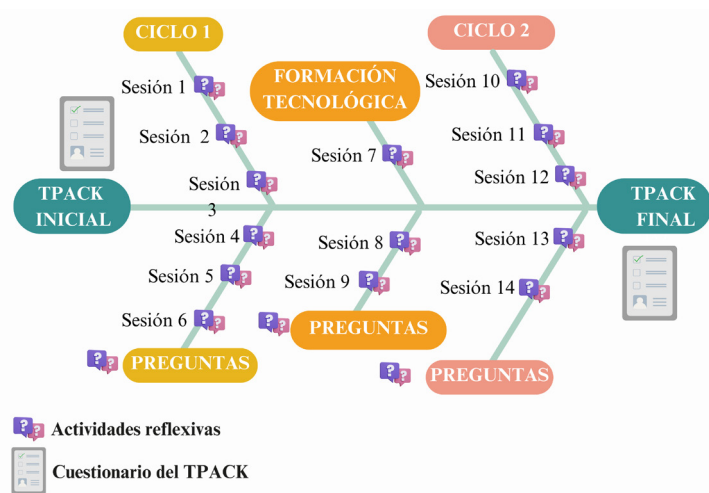 CICLO 1
CICLO 2
FORMACIÓN
TECNOLÓGICA
Sesión 1
Sesión 2
Sesión
3
Sesión 7
Sesión 10
Sesión 11
Sesión 12
TPACK
INICIAL
TPACK
FINAL
Sesión 4
Sesión 5
Sesión 6
Sesión 8
Sesión 9
Sesión 13
Sesión 14
PREGUNTAS
PREGUNTAS
PREGUNTAS
Actividades reflexivas
Cuestionario del TPACK